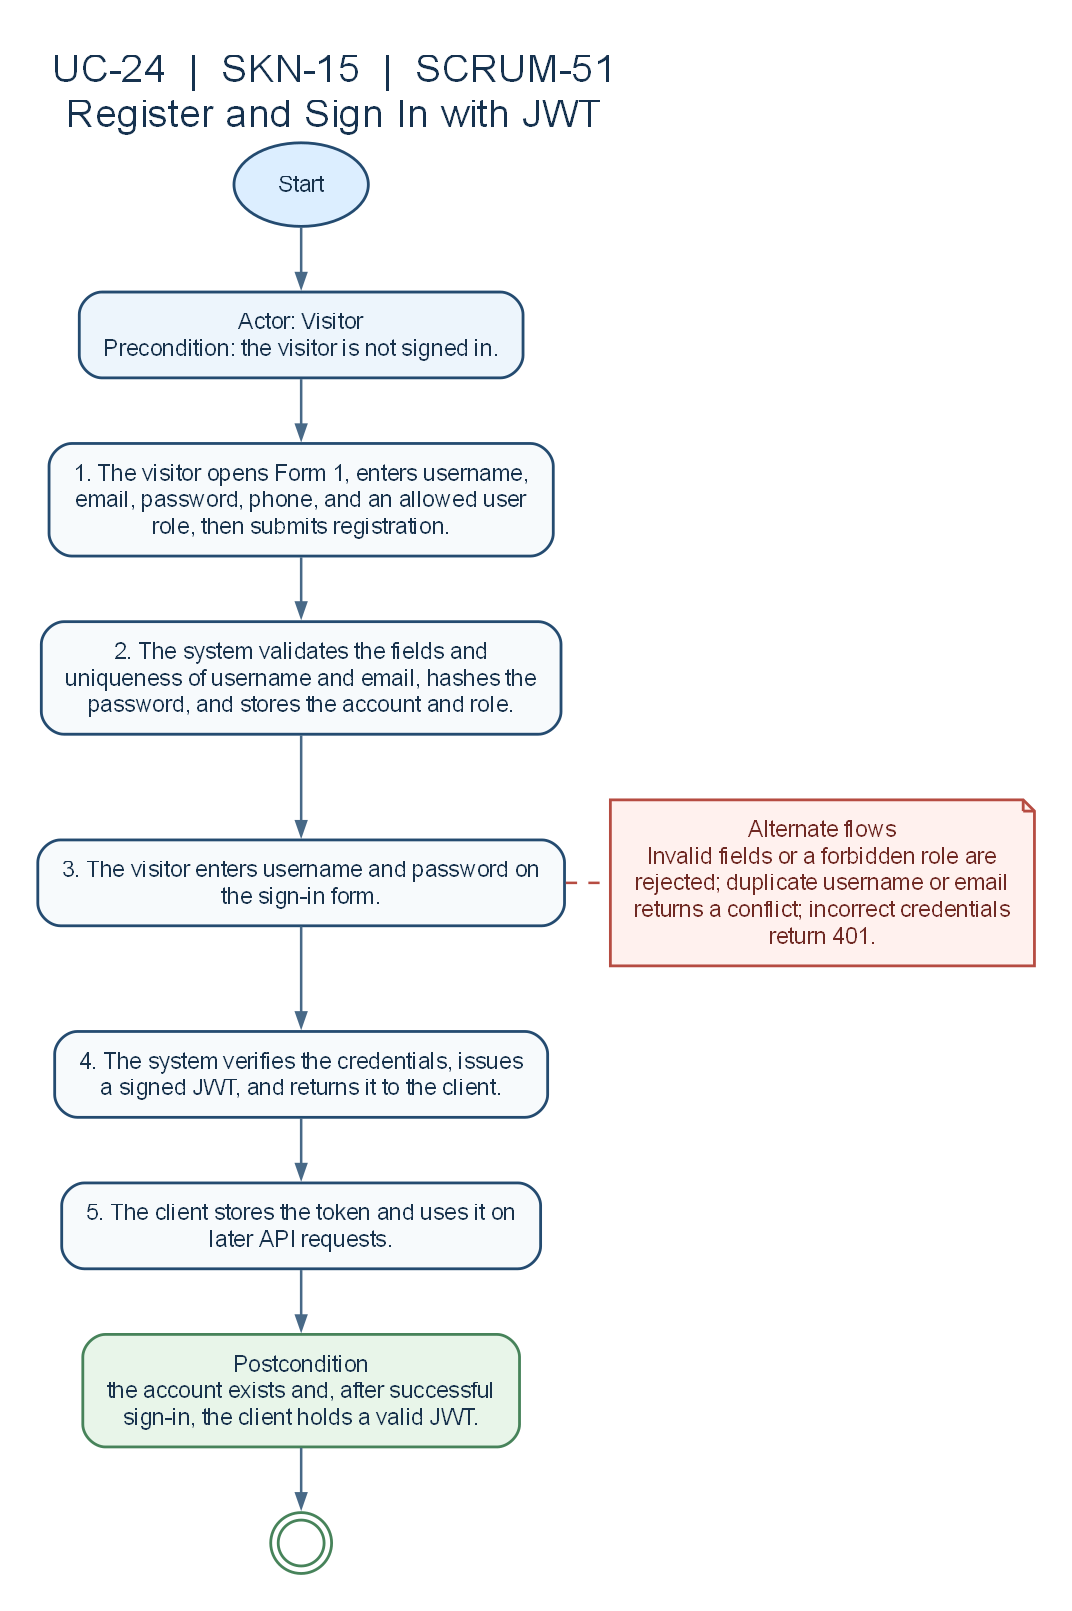 UC-24 | SKN-15 | SCRUM-51
Register and Sign In with JWT
Start
Actor: Visitor
Precondition: the visitor is not signed in.
1. The visitor opens Form 1, enters username,
email, password, phone, and an allowed user
role, then submits registration.
2. The system validates the fields and
uniqueness of username and email, hashes the
password, and stores the account and role.
3. The visitor enters username and password on
the sign-in form.
Alternate flows
Invalid fields or a forbidden role are
rejected; duplicate username or email
returns a conflict; incorrect credentials
return 401.
4. The system verifies the credentials, issues
a signed JWT, and returns it to the client.
5. The client stores the token and uses it on
later API requests.
Postcondition
the account exists and, after successful
sign-in, the client holds a valid JWT.